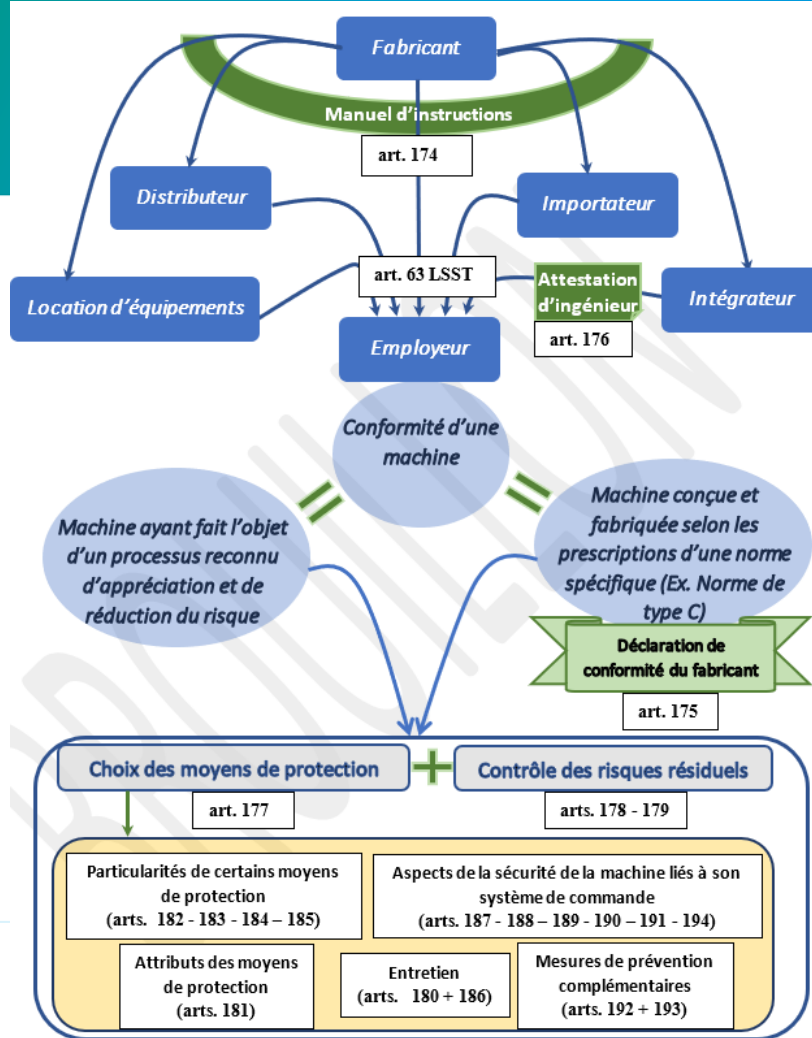 Fabricant
Manuel d'instructions
art. 174
Distributeur
Importateur
art. 63 LSST
Attestation
d'ingénieur
Location d'équipements
Intégrateur
art. 176
Employeur
Conformité d'une
machine
Machine ayant fait l'objet
d'un processus reconnu
d'appréciation et de
réduction du risque
Machine conçue et
fabriquée selon les
prescriptions d'une norme
spécifique (Ex. Norme de
type C)
Déclaration de
conformité du fabricant
art. 175
Choix des moyens de protection
+
Contrôle des risques résiduels
art. 177
arts. 178 - 179
Particularités de certains moyens
de protection
(arts. 182 - 183 - 184 – 185)
Aspects de la sécurité de la machine liés à son
système de commande
(arts. 187 - 188 – 189 - 190 – 191 - 194)
Attributs des moyens
de protection
(arts. 181)
Entretien
(arts. 180 + 186)
Mesures de prévention
complémentaires
(arts. 192 + 193)
BROUILLON